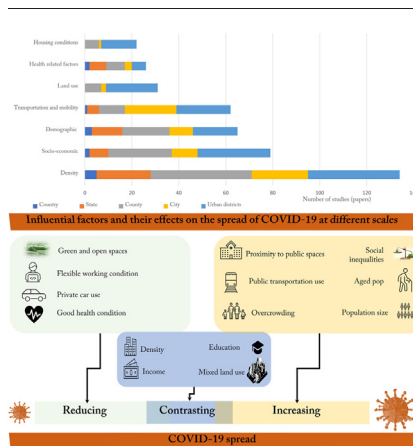 Housing conditions
Health related factors
Land use
Transportation and mobility
Demographic
Socio-economic
Density
0 20 40 60 80 100 120
Number of studies (papers)
County State County City Urban districts
Influential factors and their effects on the spread of COVID-19 at different scales
Green and open spaces
Flexible working condition
Private car use
Good health condition
Proximity to public spaces
Social inequalities
Public transportation use
Aged pop
Overcrowding
Population size
Density
Education
Income
Mixed land use
Reducing Contrasting Increasing
COVID-19 spread